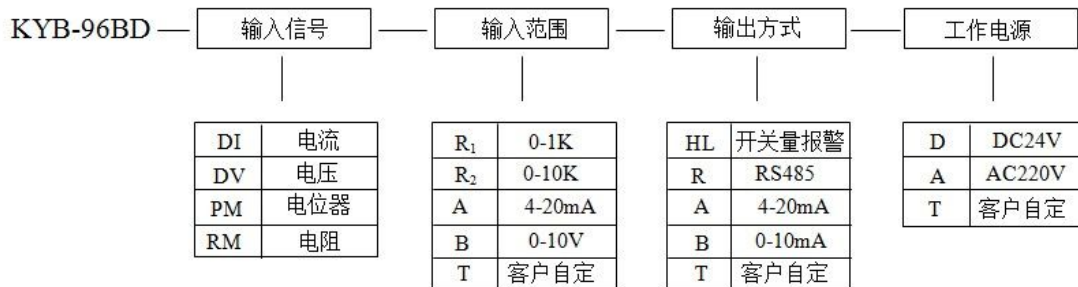 KYB-96BD — 输入信号 — 输入范围 — 输出方式 — 工作电源
DI 电流
DV 电压
PM 电位器
RM 电阻
R₁ 0-1K
R₂ 0-10K
A 4-20mA
B 0-10V
T 客户自定
HL 开关量报警
R RS485
A 4-20mA
B 0-10mA
T 客户自定
D DC24V
A AC220V
T 客户自定